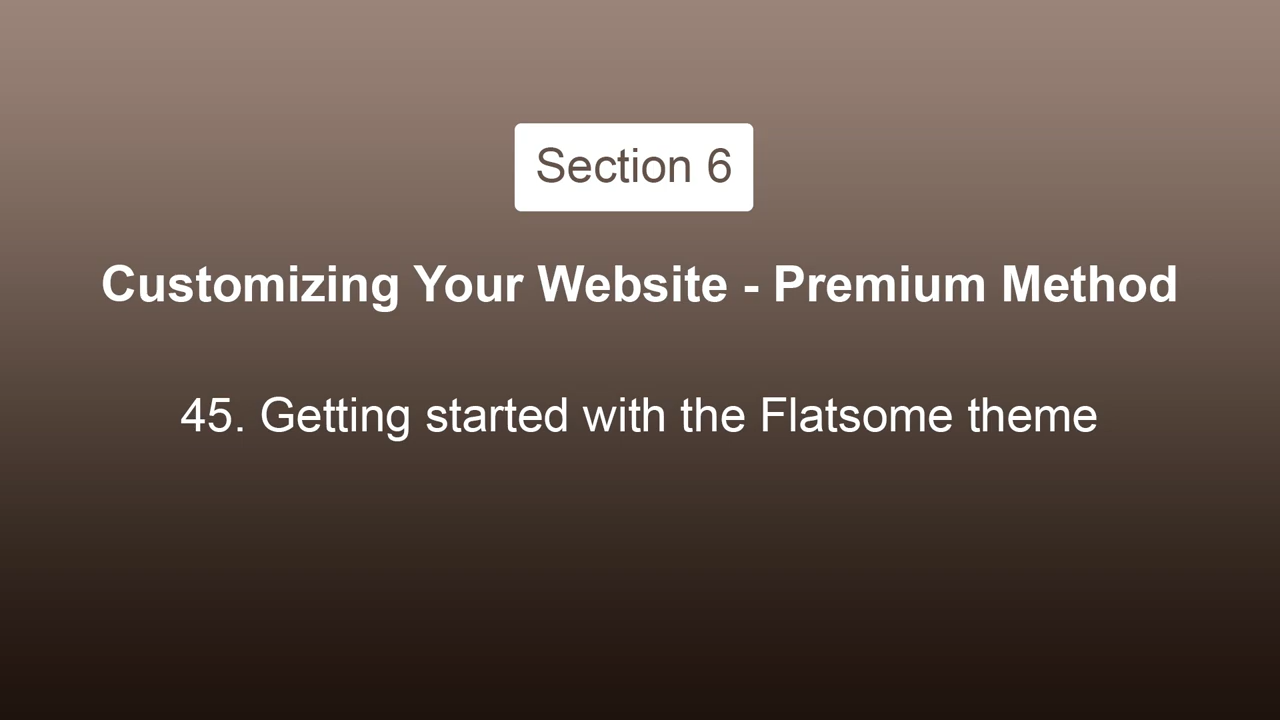 Section 6
Customizing Your Website - Premium Method
45. Getting started with the Flatsome theme